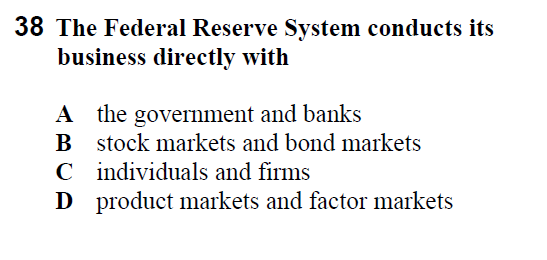 38 The Federal Reserve System conducts its
business directly with
A the government and banks
B stock markets and bond markets
C individuals and firms
D product markets and factor markets